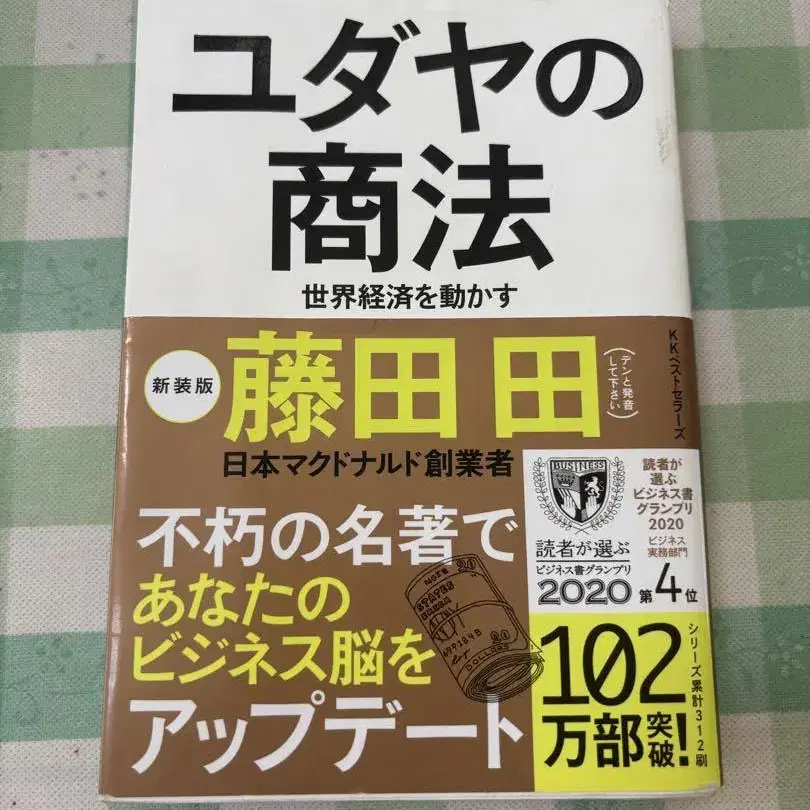 ユダヤの
商法
世界経済を動かす
新装版
藤田 田
(デンと発音
して下さい)
KKベストセラーズ
日本マクドナルド創業者
不朽の名著で
あなたの
ビジネス脳を
アップデート
BUSINESS
読者が選ぶ
ビジネス書グランプリ
2020
読者が
選ぶ
ビジネス書
グランプリ
2020
ビジネス
実務部門
第4位
102
万部突破!
シリーズ累計312刷
20
STATES
DOLLARS
20